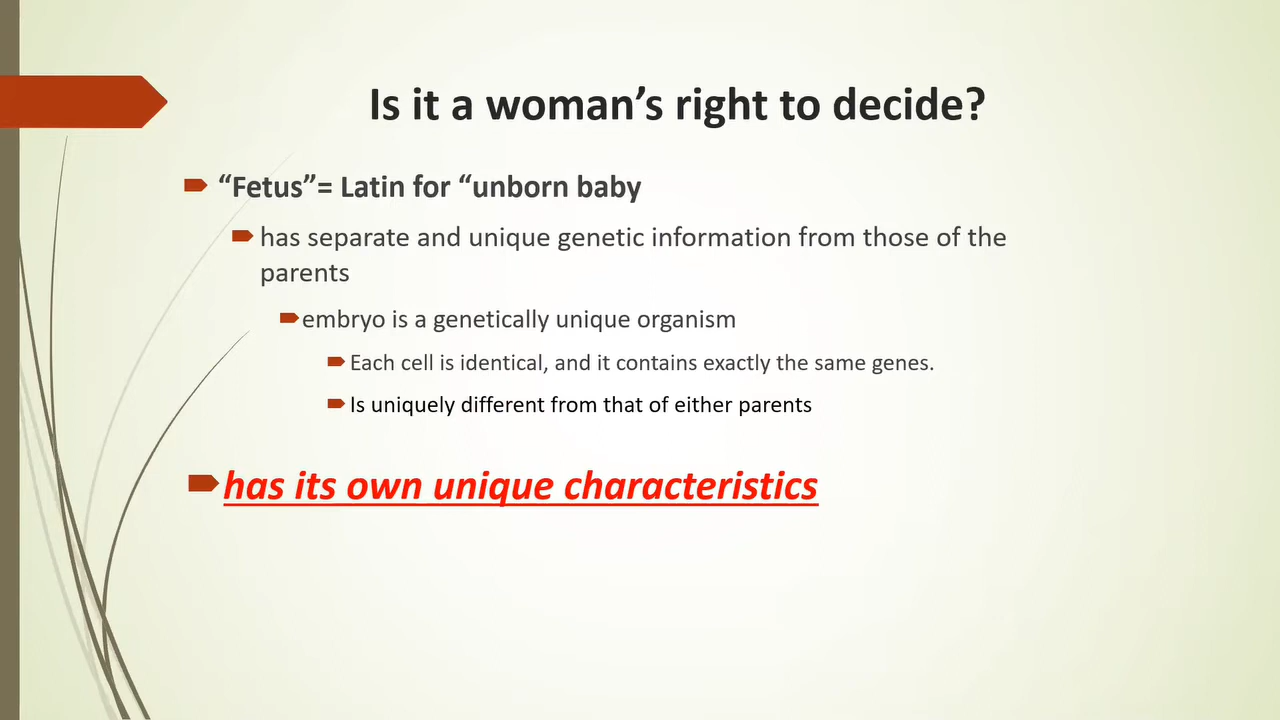 Is it a woman’s right to decide?
“Fetus”= Latin for “unborn baby
has separate and unique genetic information from those of the
parents
embryo is a genetically unique organism
Each cell is identical, and it contains exactly the same genes.
Is uniquely different from that of either parents
has its own unique characteristics